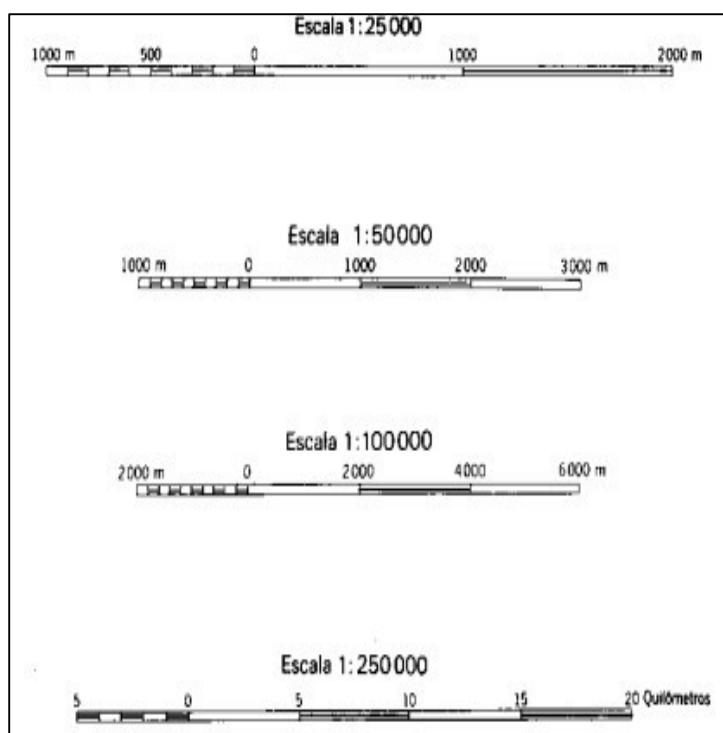 Escala 1:25000
1000 m 500 0 1000 2000 m
Escala 1:50000
1000 m 0 1000 2000 3000 m
Escala 1:100000
2000 m 0 2000 4000 6000 m
Escala 1:250000
5 0 5 10 15 20 Quilômetros